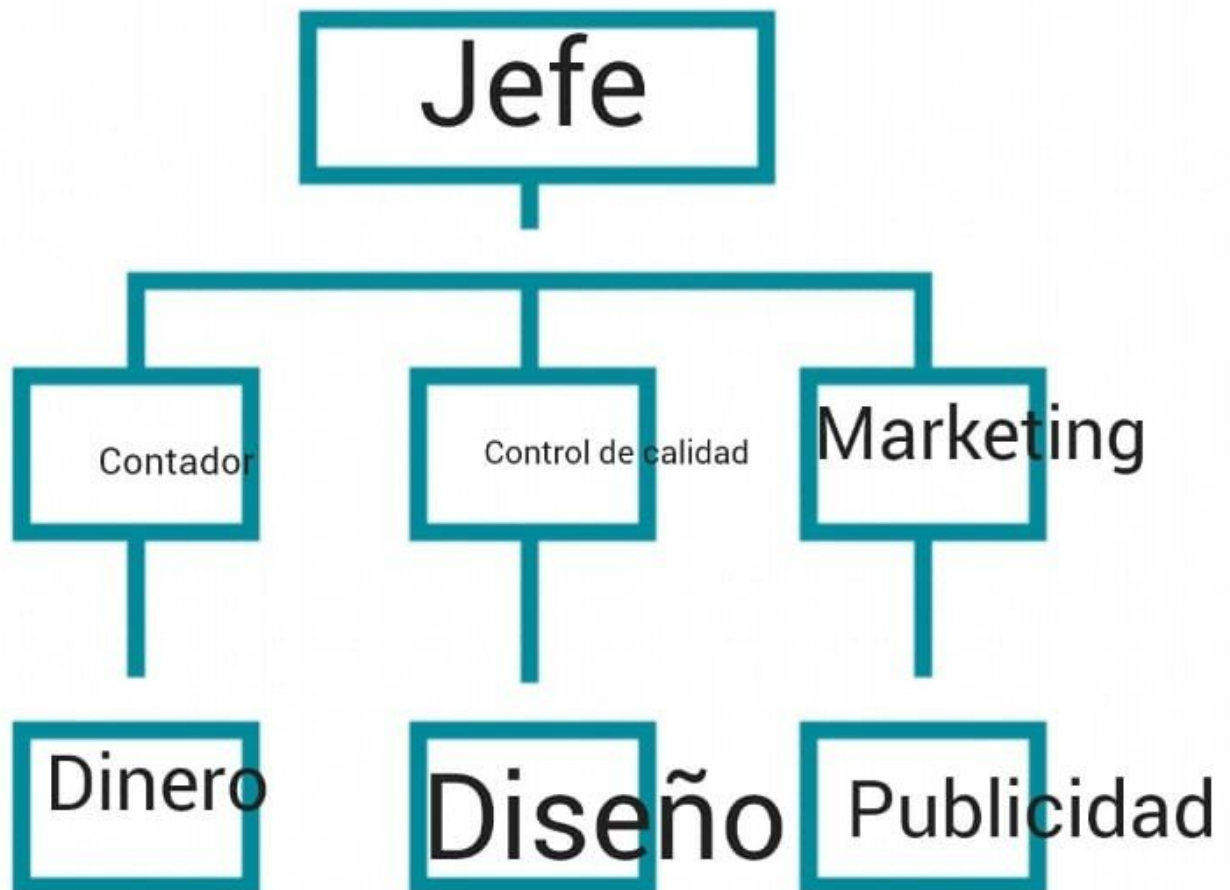 Jefe
Contador
Control de calidad
Marketing
Dinero
Diseño
Publicidad